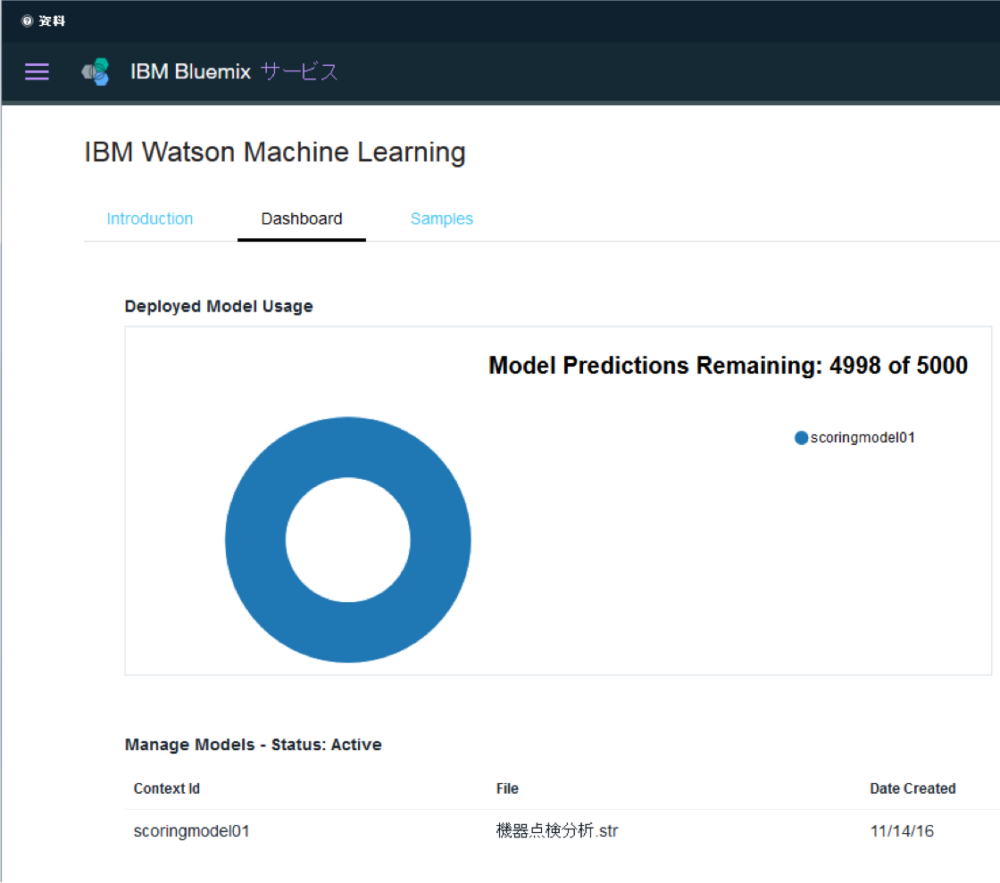 資料
IBM Bluemix サービス
IBM Watson Machine Learning
Introduction Dashboard Samples
Deployed Model Usage
Model Predictions Remaining: 4998 of 5000
scoringmodel01
Manage Models - Status: Active
Context Id File Date Created
scoringmodel01 機器点検分析.str 11/14/16